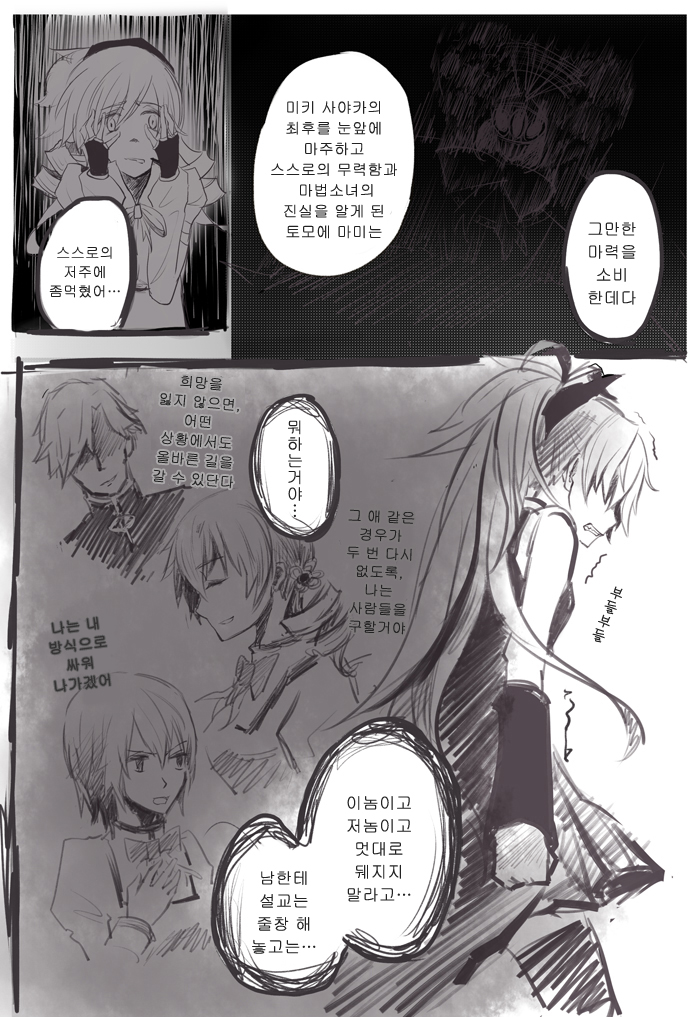 그만한
마력을
소비
한데다
미키 사야카의
최후를 눈앞에
마주하고
스스로의 무력함과
마법소녀의
진실을 알게 된
토모에 마미는
스스로의
저주에
좀먹혔어…
희망을
잃지 않으면,
어떤
상황에서도
올바른 길을
갈 수 있단다
뭐
하는거야…
그 애 같은
경우가
두 번 다시
없도록,
나는
사람들을
구할거야
나는 내
방식으로
싸워
나가겠어
부들부들
이놈이고
저놈이고
멋대로
뒈지지
말라고…
남한테
설교는
줄창 해
놓고는…